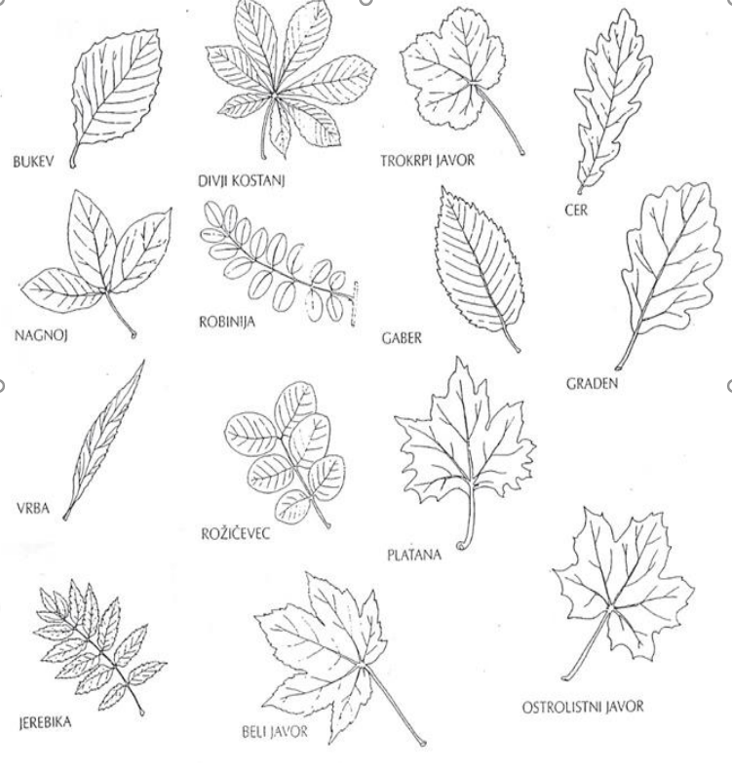 BUKEV
DIVJI KOSTANJ
TROKRPI JAVOR
CER
NAGNOJ
ROBINIJA
GABER
GRADEN
VRBA
ROŽIČEVEC
PLATANA
OSTROLISTNI JAVOR
JEREBIKA
BELI JAVOR